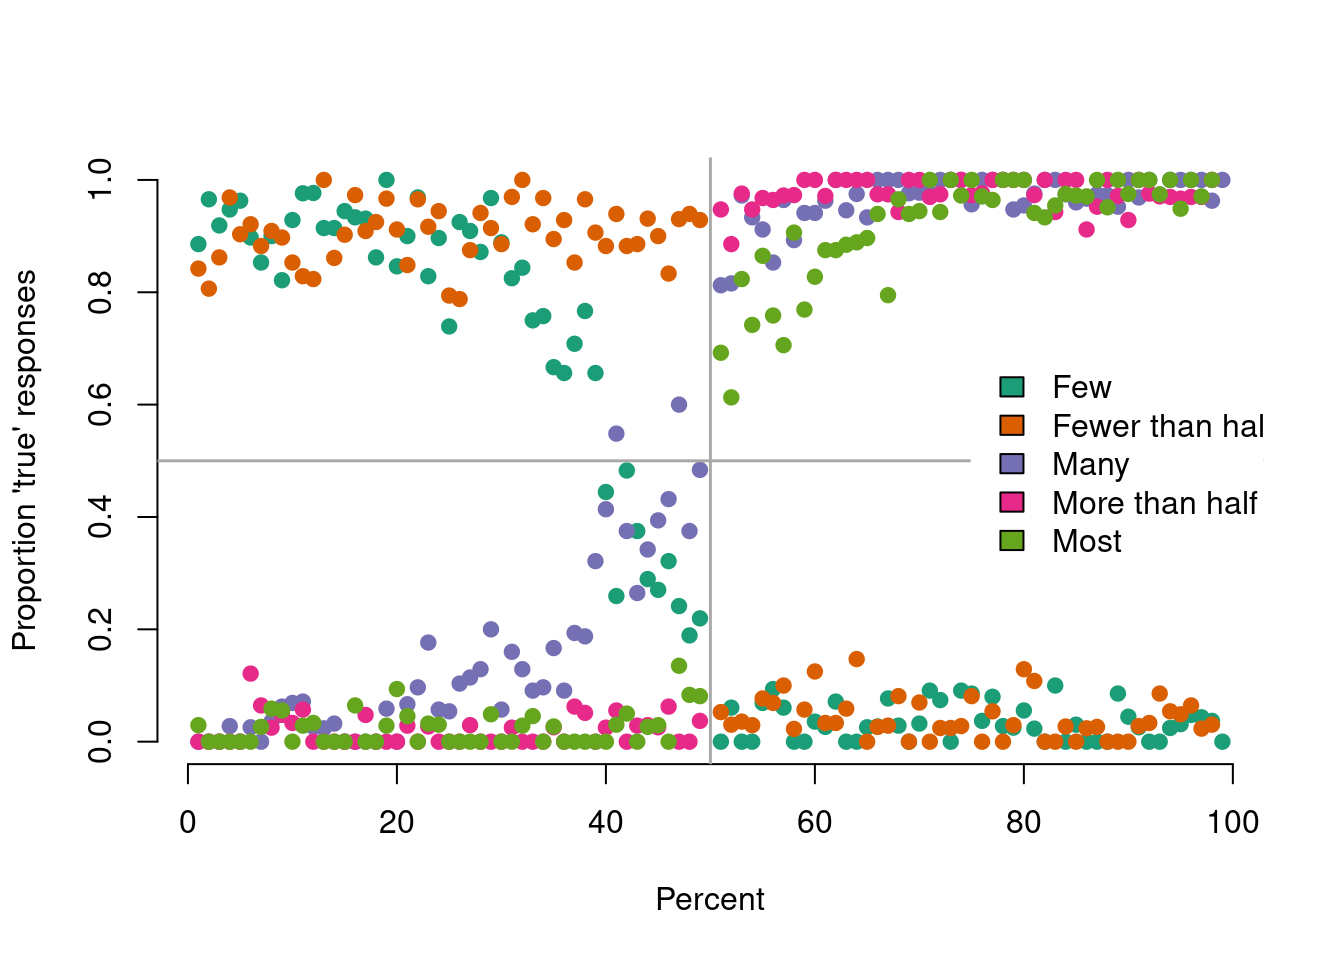 Proportion 'true' responses
1.0
0.8
0.6
0.4
0.2
0.0
Few
Fewer than hal
Many
More than half
Most
0 20 40 60 80 100
Percent